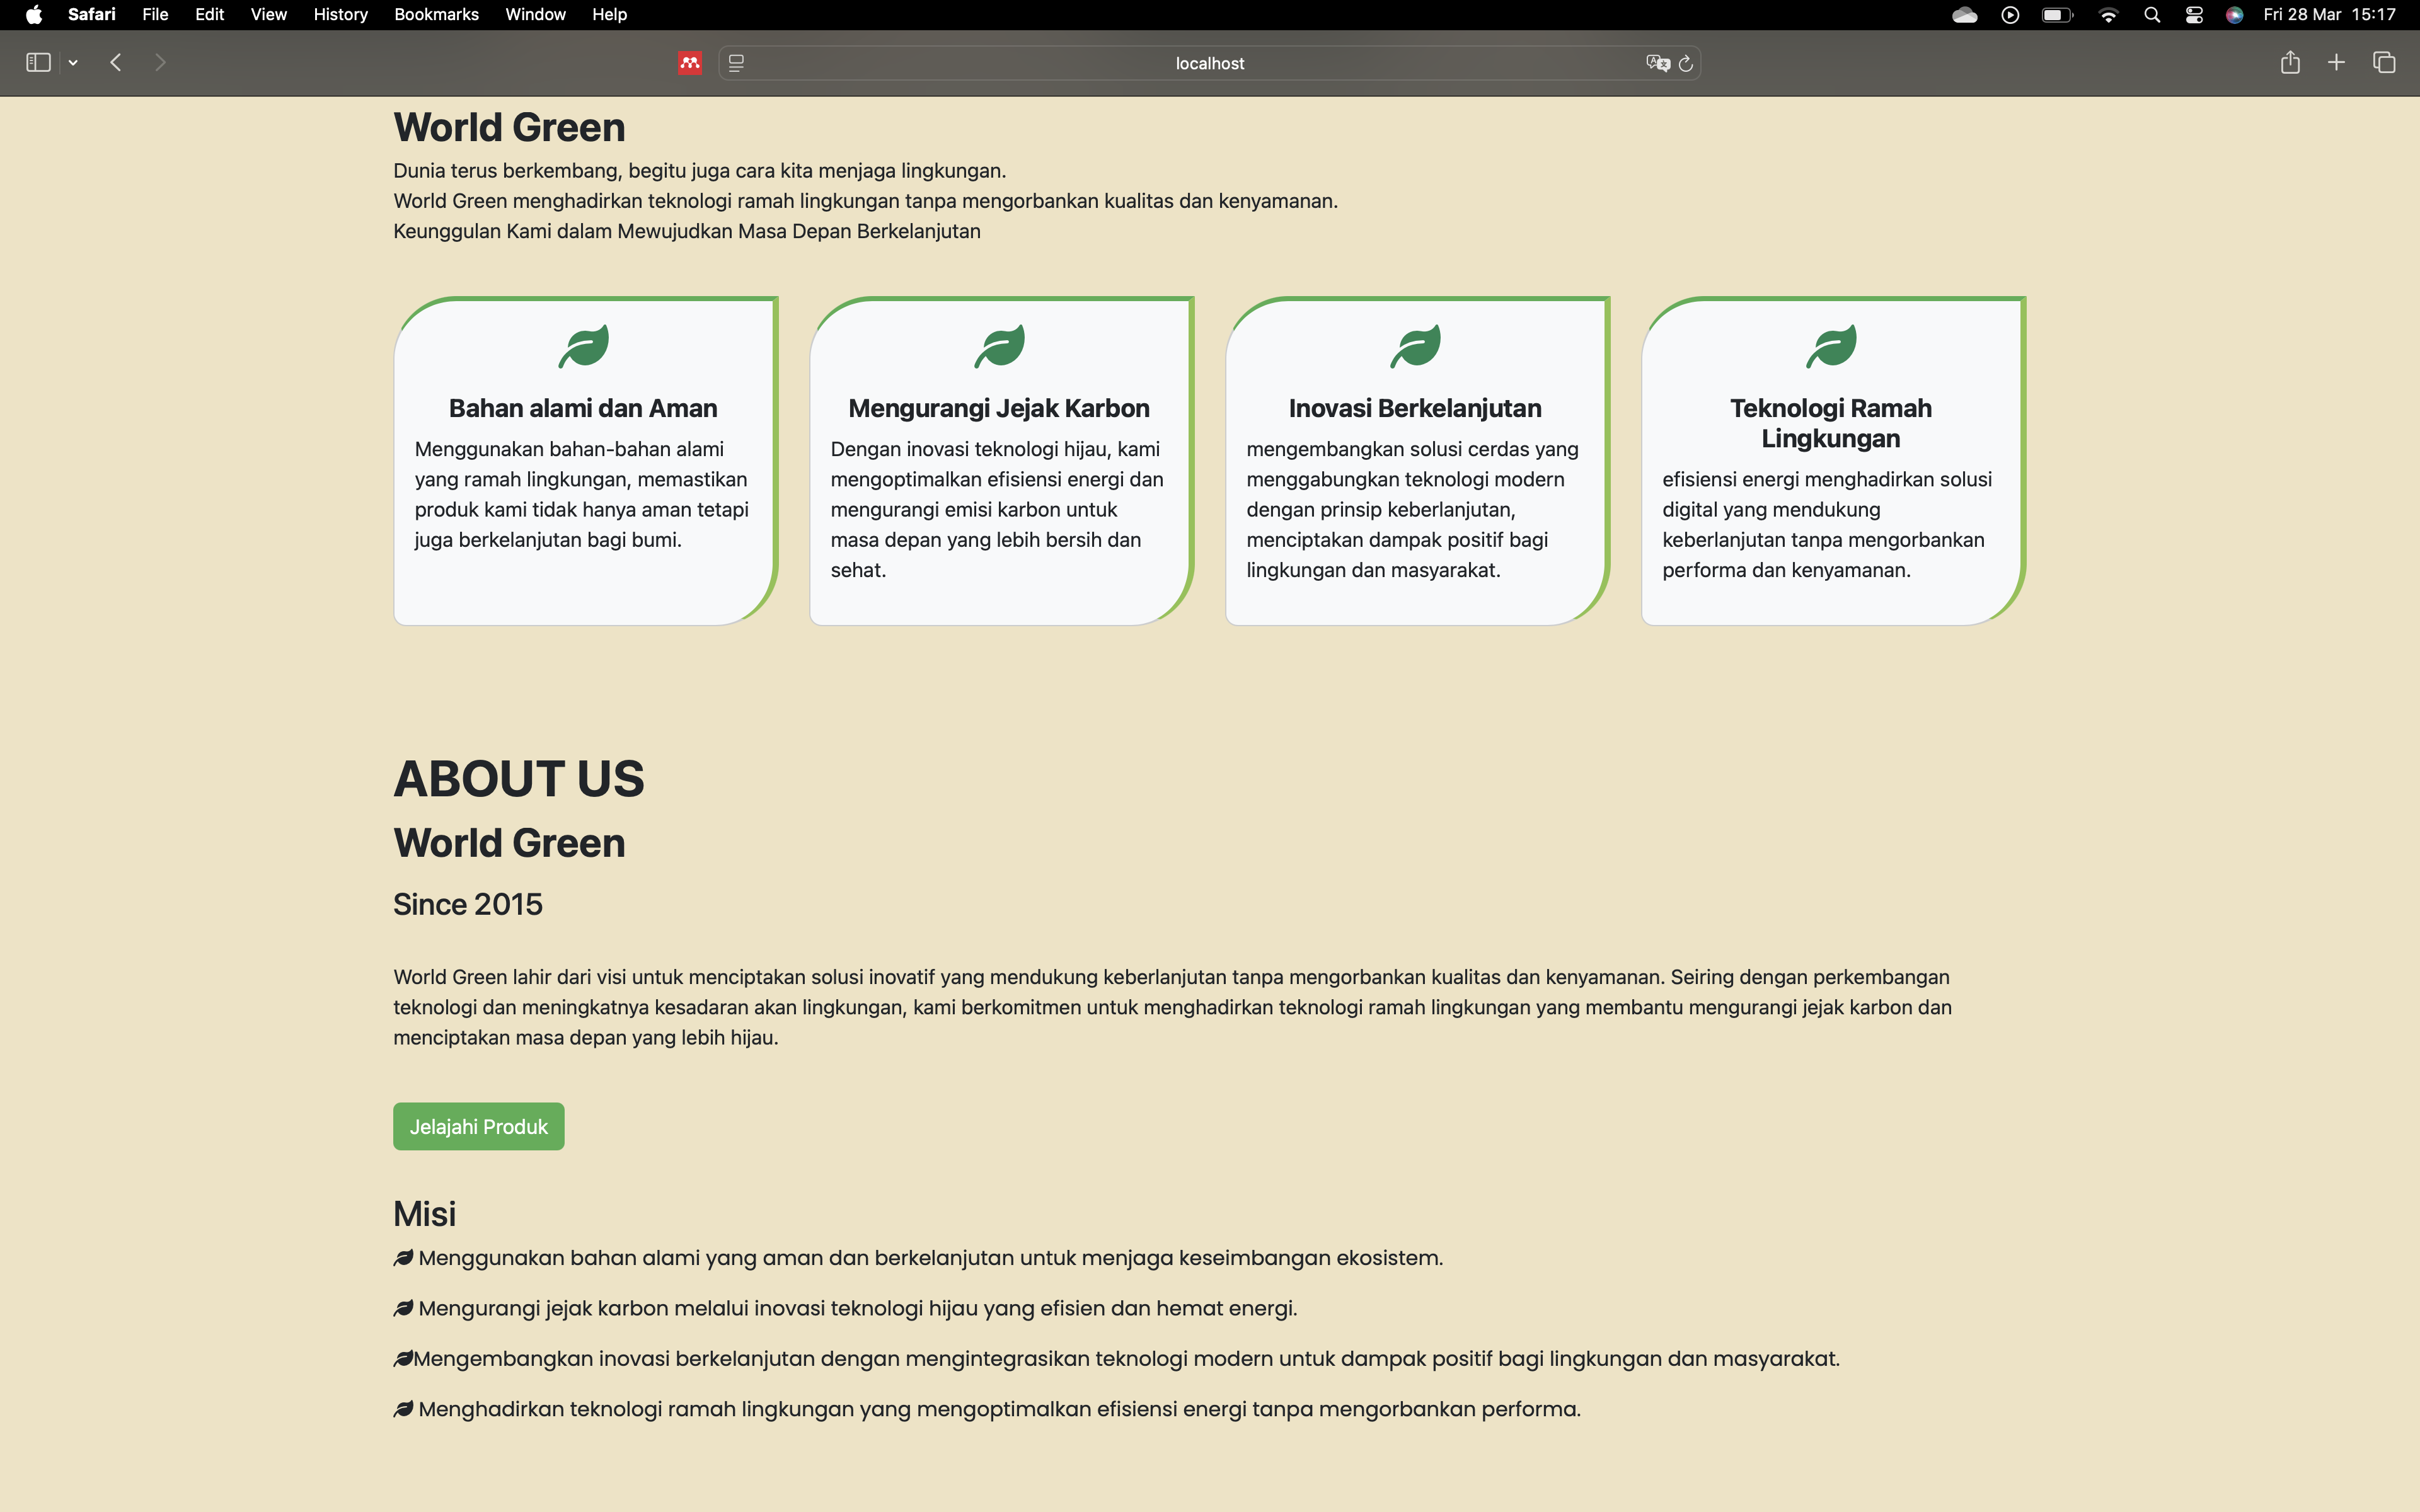 Safari File Edit View History Bookmarks Window Help Fri 28 Mar 15:17
localhost
World Green
Dunia terus berkembang, begitu juga cara kita menjaga lingkungan.
World Green menghadirkan teknologi ramah lingkungan tanpa mengorbankan kualitas dan kenyamanan.
Keunggulan Kami dalam Mewujudkan Masa Depan Berkelanjutan
Bahan alami dan Aman
Menggunakan bahan-bahan alami
yang ramah lingkungan, memastikan
produk kami tidak hanya aman tetapi
juga berkelanjutan bagi bumi.
Mengurangi Jejak Karbon
Dengan inovasi teknologi hijau, kami
mengoptimalkan efisiensi energi dan
mengurangi emisi karbon untuk
masa depan yang lebih bersih dan
sehat.
Inovasi Berkelanjutan
mengembangkan solusi cerdas yang
menggabungkan teknologi modern
dengan prinsip keberlanjutan,
menciptakan dampak positif bagi
lingkungan dan masyarakat.
Teknologi Ramah
Lingkungan
efisiensi energi menghadirkan solusi
digital yang mendukung
keberlanjutan tanpa mengorbankan
performa dan kenyamanan.
ABOUT US
World Green
Since 2015
World Green lahir dari visi untuk menciptakan solusi inovatif yang mendukung keberlanjutan tanpa mengorbankan kualitas dan kenyamanan. Seiring dengan perkembangan
teknologi dan meningkatnya kesadaran akan lingkungan, kami berkomitmen untuk menghadirkan teknologi ramah lingkungan yang membantu mengurangi jejak karbon dan
menciptakan masa depan yang lebih hijau.
Jelajahi Produk
Misi
Menggunakan bahan alami yang aman dan berkelanjutan untuk menjaga keseimbangan ekosistem.
Mengurangi jejak karbon melalui inovasi teknologi hijau yang efisien dan hemat energi.
Mengembangkan inovasi berkelanjutan dengan mengintegrasikan teknologi modern untuk dampak positif bagi lingkungan dan masyarakat.
Menghadirkan teknologi ramah lingkungan yang mengoptimalkan efisiensi energi tanpa mengorbankan performa.